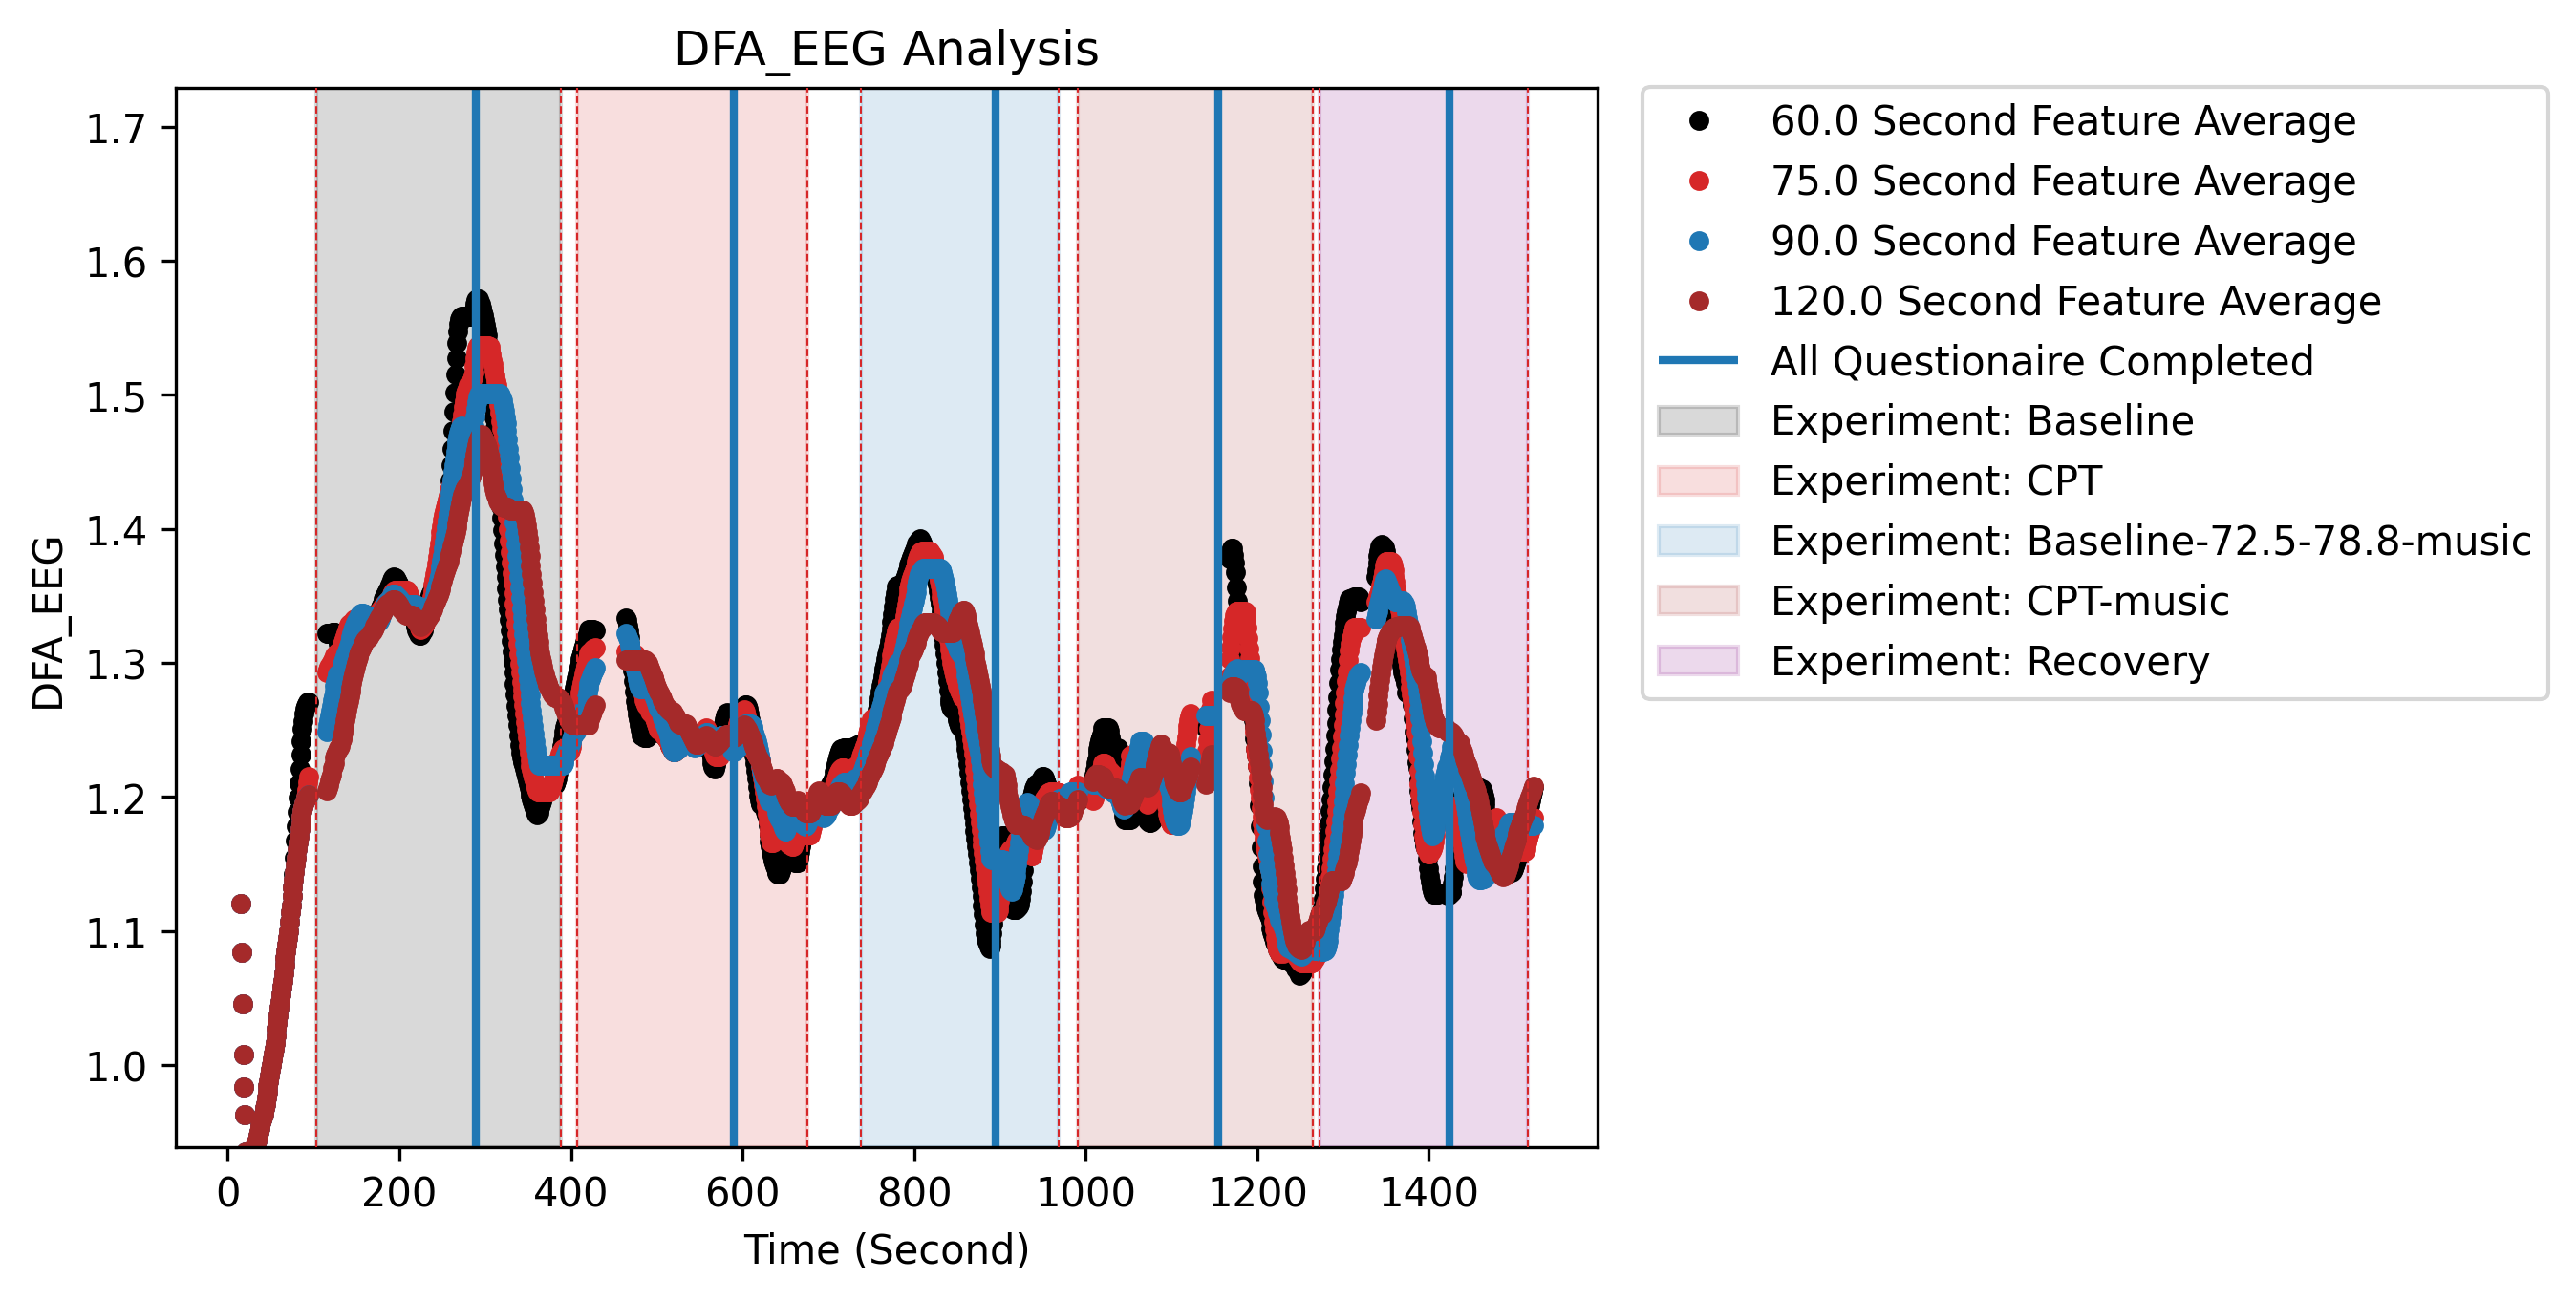 DFA_EEG Analysis
DFA_EEG
1.7
1.6
1.5
1.4
1.3
1.2
1.1
1.0
0 200 400 600 800 1000 1200 1400
Time (Second)
60.0 Second Feature Average
75.0 Second Feature Average
90.0 Second Feature Average
120.0 Second Feature Average
All Questionaire Completed
Experiment: Baseline
Experiment: CPT
Experiment: Baseline-72.5-78.8-music
Experiment: CPT-music
Experiment: Recovery